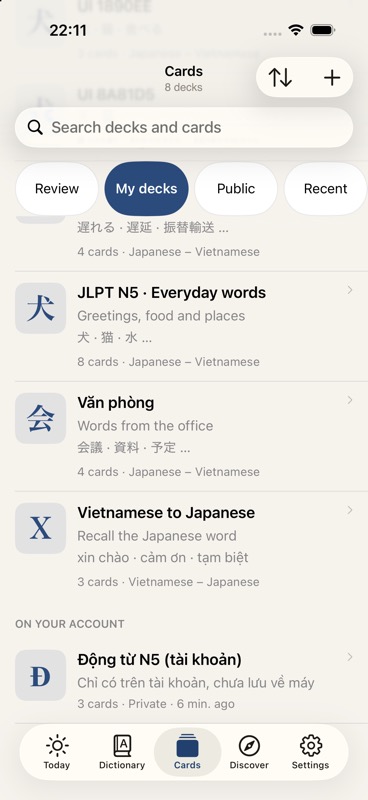 22:11
Cards
8 decks
Search decks and cards
Review
My decks
Public
Recent
遅れる · 遅延 · 振替輸送 ...
4 cards · Japanese – Vietnamese
犬
JLPT N5 · Everyday words
Greetings, food and places
犬 · 猫 · 水 ...
8 cards · Japanese – Vietnamese
会
Văn phòng
Words from the office
会議 · 資料 · 予定 ...
4 cards · Japanese – Vietnamese
X
Vietnamese to Japanese
Recall the Japanese word
xin chào · cảm ơn · tạm biệt
3 cards · Vietnamese – Japanese
ON YOUR ACCOUNT
Đ
Động từ N5 (tài khoản)
Chỉ có trên tài khoản, chưa lưu về máy
3 cards · Private · 6 min. ago
Today
A
Dictionary
Cards
Discover
Settings